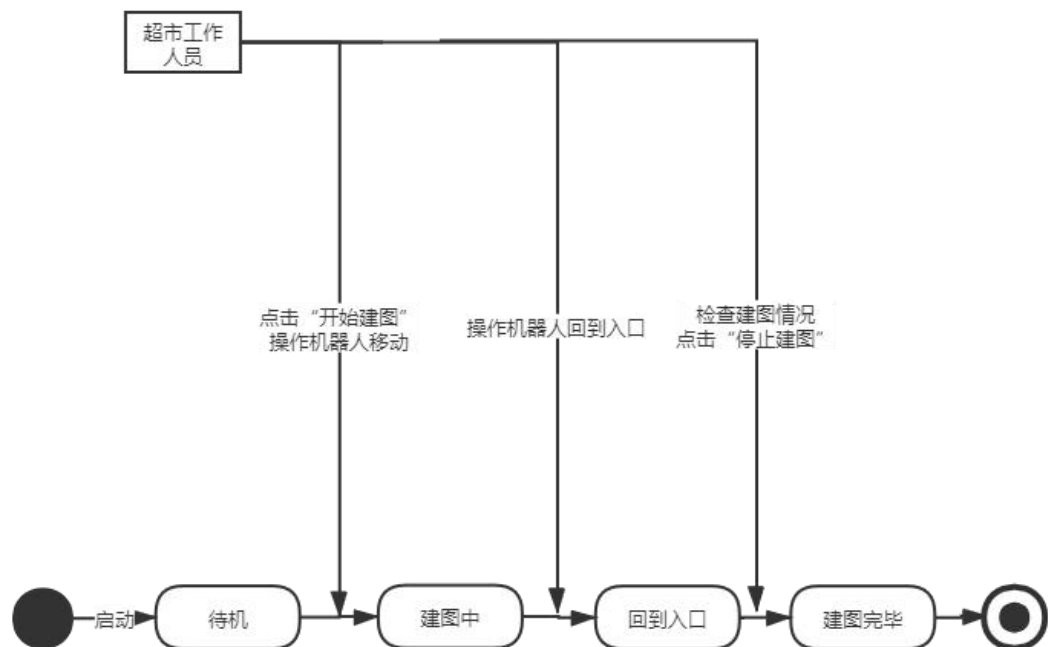 超市工作
人员
点击“开始建图”
操作机器人移动
操作机器人回到入口
检查建图情况
点击“停止建图”
启动
待机
建图中
回到入口
建图完毕